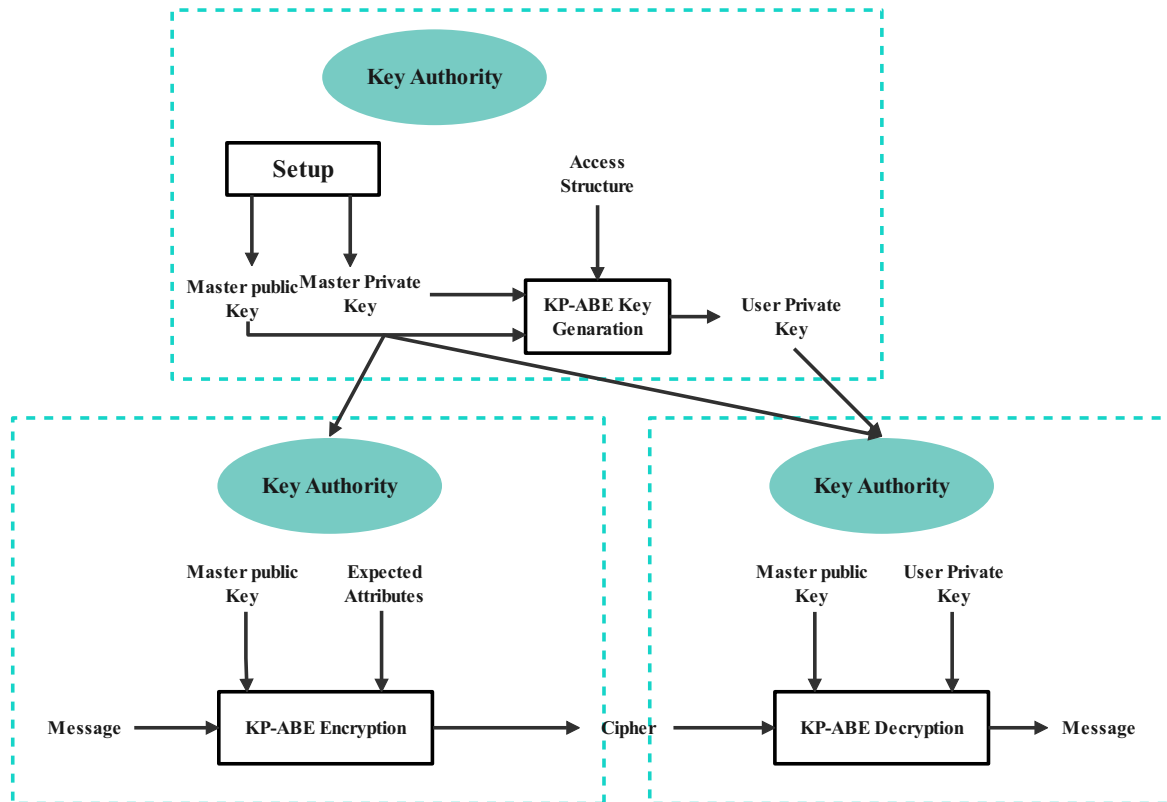 Key Authority
Setup
Access
Structure
Master public
Key
Master Private
Key
KP-ABE Key
Genaration
User Private
Key
Key Authority
Key Authority
Master public
Key
Expected
Attributes
Master public
Key
User Private
Key
Message
KP-ABE Encryption
Cipher
KP-ABE Decryption
Message